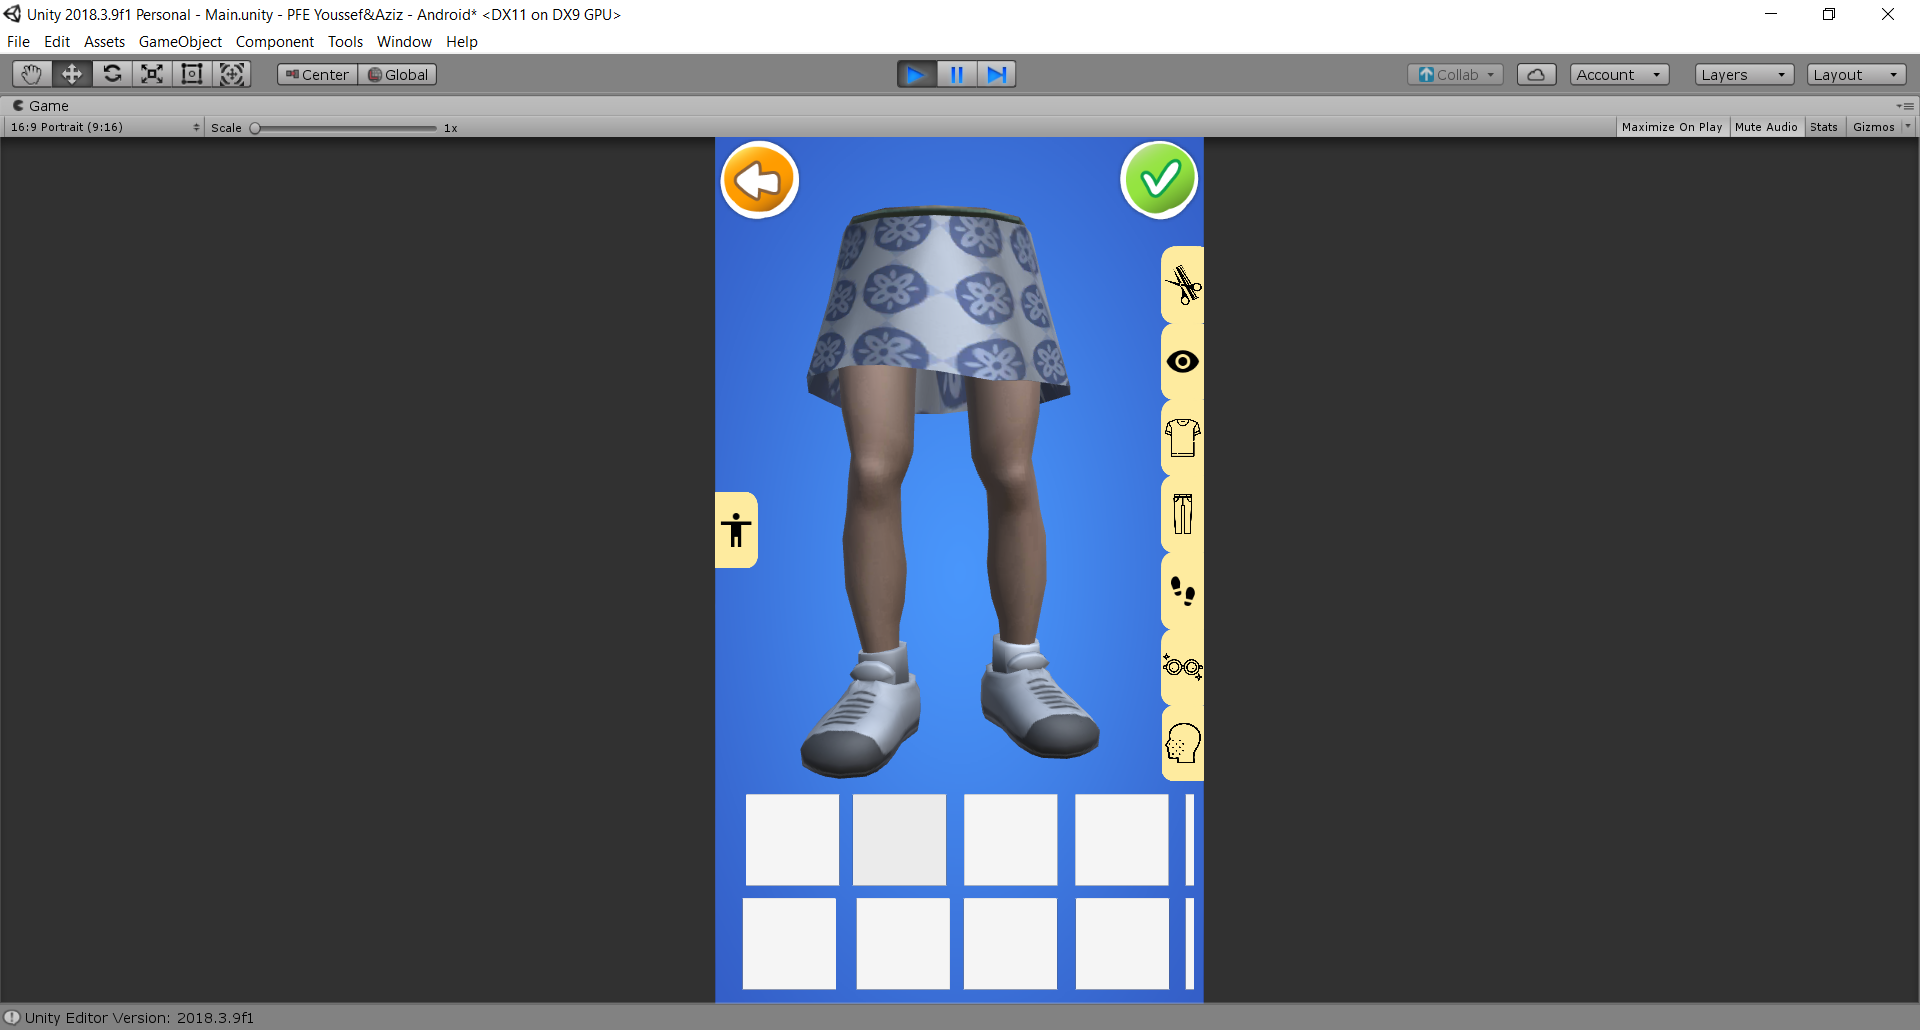 Unity 2018.3.9f1 Personal - Main.unity - PFE Youssef&Aziz - Android* <DX11 on DX9 GPU>
File Edit Assets GameObject Component Tools Window Help
Center Global Collab Account Layers Layout
Game
16:9 Portrait (9:16) Scale 1x Maximize On Play Mute Audio Stats Gizmos
Unity Editor Version: 2018.3.9f1